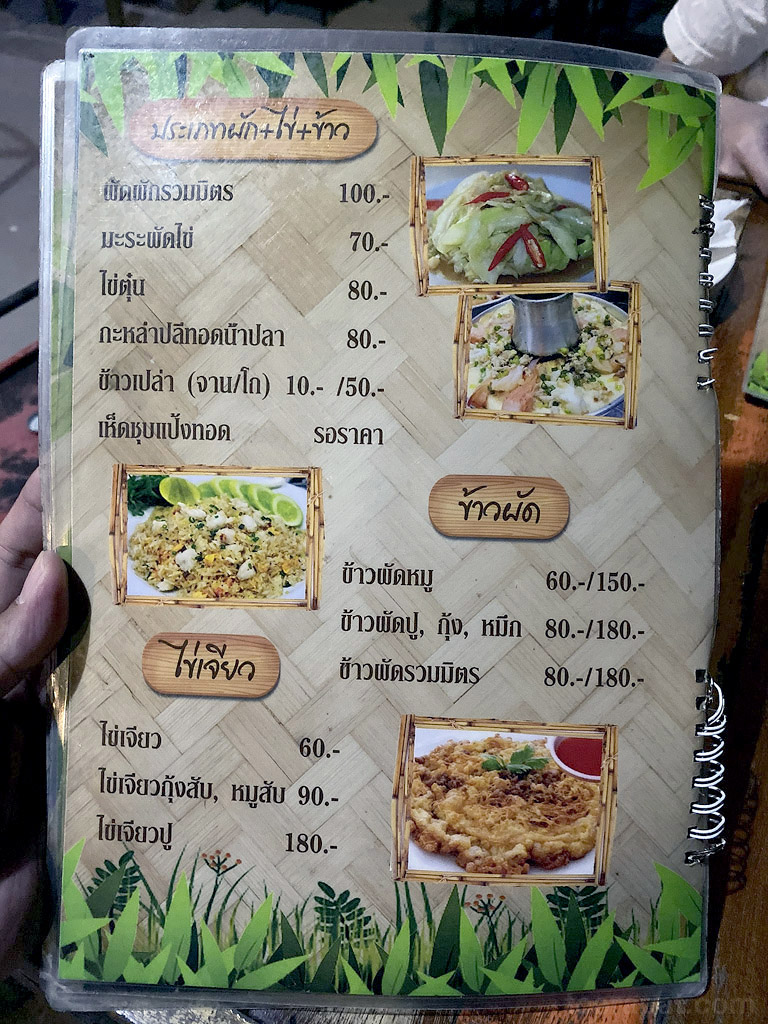 ประเภทผัก+ไข่+ข้าว
ผัดผักรวมมิตร 100.-
มะระผัดไข่ 70.-
ไข่ตุ๋น 80.-
กะหล่ำปลีทอดน้ำปลา 80.-
ข้าวเปล่า (จาน/โถ) 10.- /50.-
เห็ดชุบแป้งทอด รอราคา
ข้าวผัด
ข้าวผัดหมู 60.-/150.-
ข้าวผัดปู, กุ้ง, หมึก 80.-/180.-
ข้าวผัดรวมมิตร 80.-/180.-
ไข่เจียว
ไข่เจียว 60.-
ไข่เจียวกุ้งสับ, หมูสับ 90.-
ไข่เจียวปู 180.-